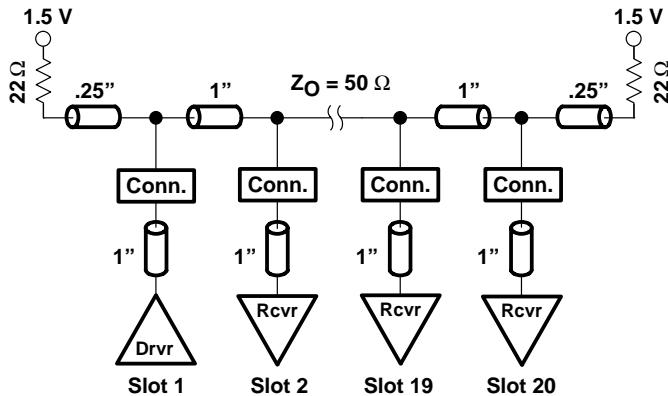 1.5 V
1.5 V
22 Ω
.25”
1”
ZO = 50 Ω
1”
.25”
22 Ω
Conn.
Conn.
Conn.
Conn.
1”
1”
1”
1”
Drvr
Rcvr
Rcvr
Rcvr
Slot 1
Slot 2
Slot 19
Slot 20